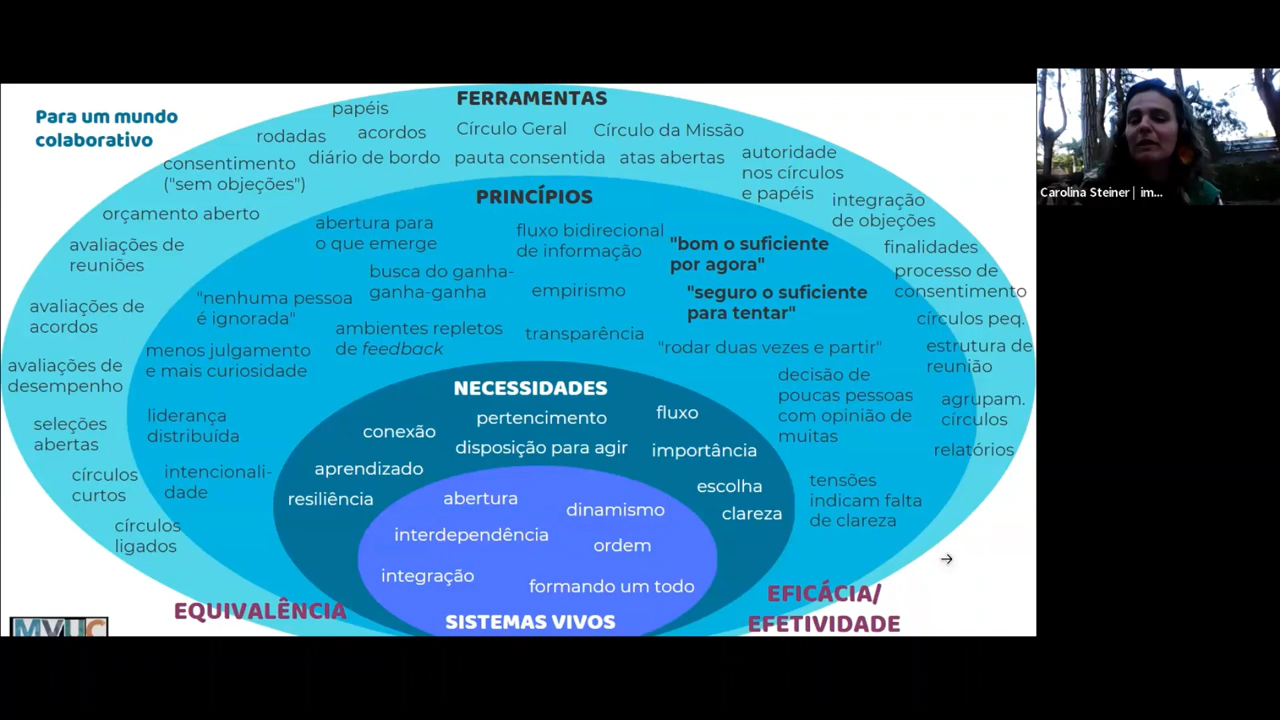 Para um mundo
colaborativo
FERRAMENTAS
papéis
rodadas
acordos
Círculo Geral
Círculo da Missão
consentimento
("sem objeções")
diário de bordo
pauta consentida
atas abertas
autoridade
nos círculos
e papéis
integração
de objeções
orçamento aberto
avaliações de
reuniões
finalidades
processo de
consentimento
avaliações de
acordos
círculos peq.
estrutura de
reunião
avaliações de
desempenho
agrupam.
círculos
seleções
abertas
relatórios
círculos
curtos
círculos
ligados
PRINCÍPIOS
abertura para
o que emerge
fluxo bidirecional
de informação
"bom o suficiente
por agora"
busca do ganha-
ganha-ganha
empirismo
"seguro o suficiente
para tentar"
"nenhuma pessoa
é ignorada"
ambientes repletos
de feedback
transparência
"rodar duas vezes e partir"
menos julgamento
e mais curiosidade
decisão de
poucas pessoas
com opinião de
muitas
liderança
distribuída
intencionali-
dade
tensões
indicam falta
de clareza
NECESSIDADES
pertencimento
fluxo
conexão
disposição para agir
importância
aprendizado
resiliência
escolha
clareza
abertura
dinamismo
interdependência
ordem
integração
formando um todo
SISTEMAS VIVOS
EQUIVALÊNCIA
EFICÁCIA/
EFETIVIDADE
Carolina Steiner| im...